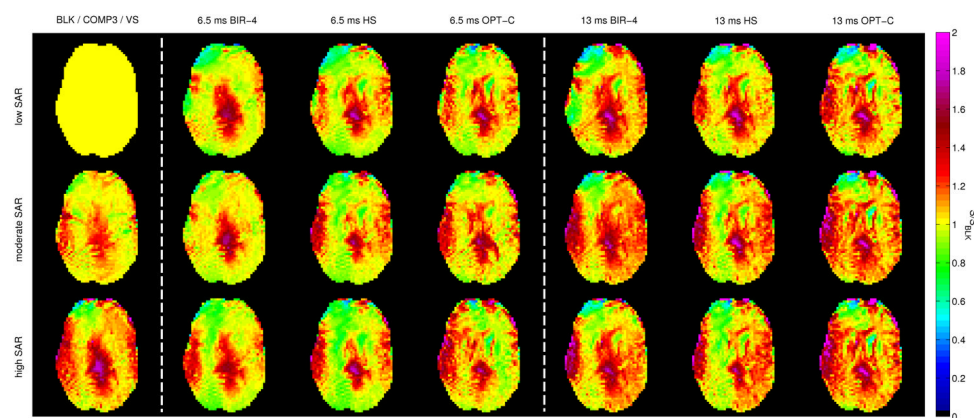 BLK / COMP3 / VS 6.5 ms BIR−4 6.5 ms HS 6.5 ms OPT−C 13 ms BIR−4 13 ms HS 13 ms OPT−C
low SAR
moderate SAR
high SAR
2
1.8
1.6
1.4
1.2
1
0.8
0.6
0.4
0.2
0
S/S BLK